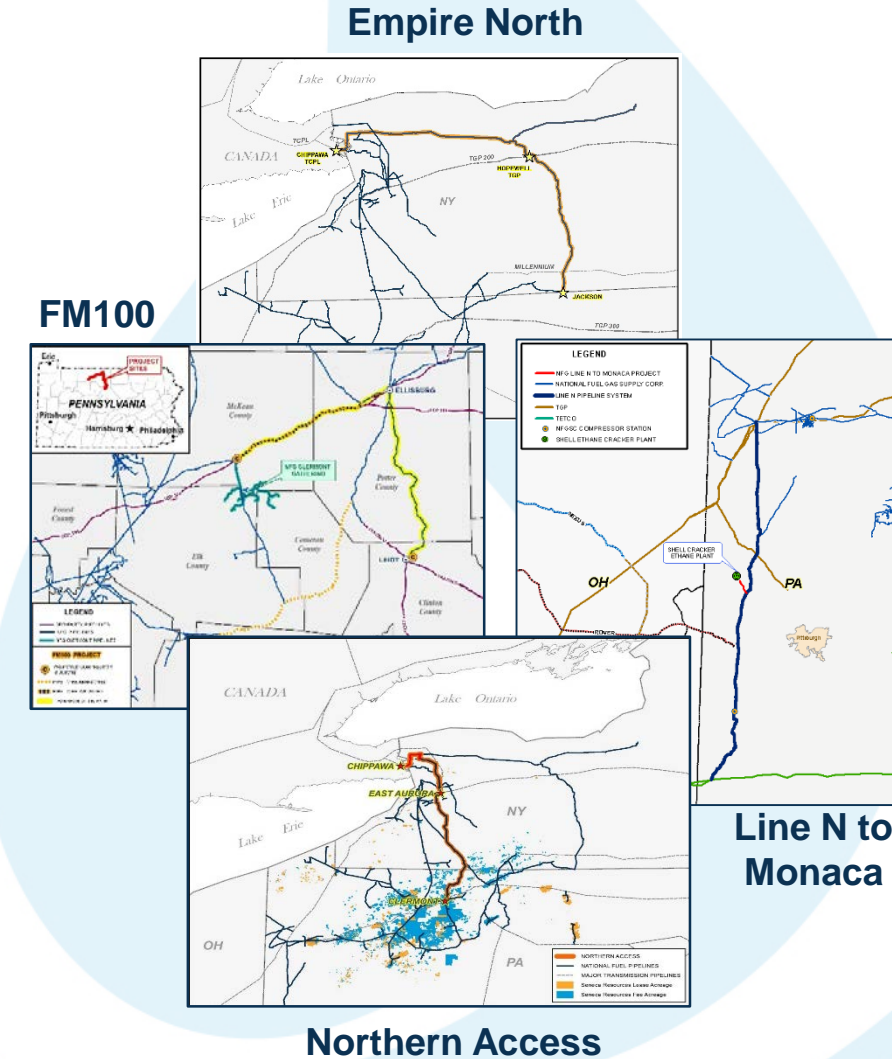 Empire North
Lake Ontario
TCPL
CANADA
CHIPPAWA
TCPL
TGP 200
HOPEWELL
TGP
Lake Erie
NY
MILLENNIUM
JACKSON
TGP 300
FM100
Erie
PROJECT
SITES
PENNSYLVANIA
Pittsburgh
Harrisburg
Philadelphia
McKean
County
ELLISBURG
NFG CLERMONT
GATHERING
Potter
County
Forest
County
Elk
County
Cameron
County
LEIDY
Clinton
County
LEGEND
FM100 PROJECT
LEGEND
NFG LINE N TO MONACA PROJECT
NATIONAL FUEL GAS SUPPLY CORP.
LINE N PIPELINE SYSTEM
TGP
TETCO
NFGSC COMPRESSOR STATION
SHELL ETHANE CRACKER PLANT
SHELL CRACKER
ETHANE PLANT
OH
PA
Pittsburgh
ROVER
Line N to
Monaca
CANADA
Lake Ontario
CHIPPAWA
EAST AURORA
NY
Lake Erie
CLERMONT
OH
PA
NORTHERN ACCESS
NATIONAL FUEL PIPELINES
MAJOR TRANSMISSION PIPELINES
Seneca Resources Lease Acreage
Seneca Resources Fee Acreage
Northern Access